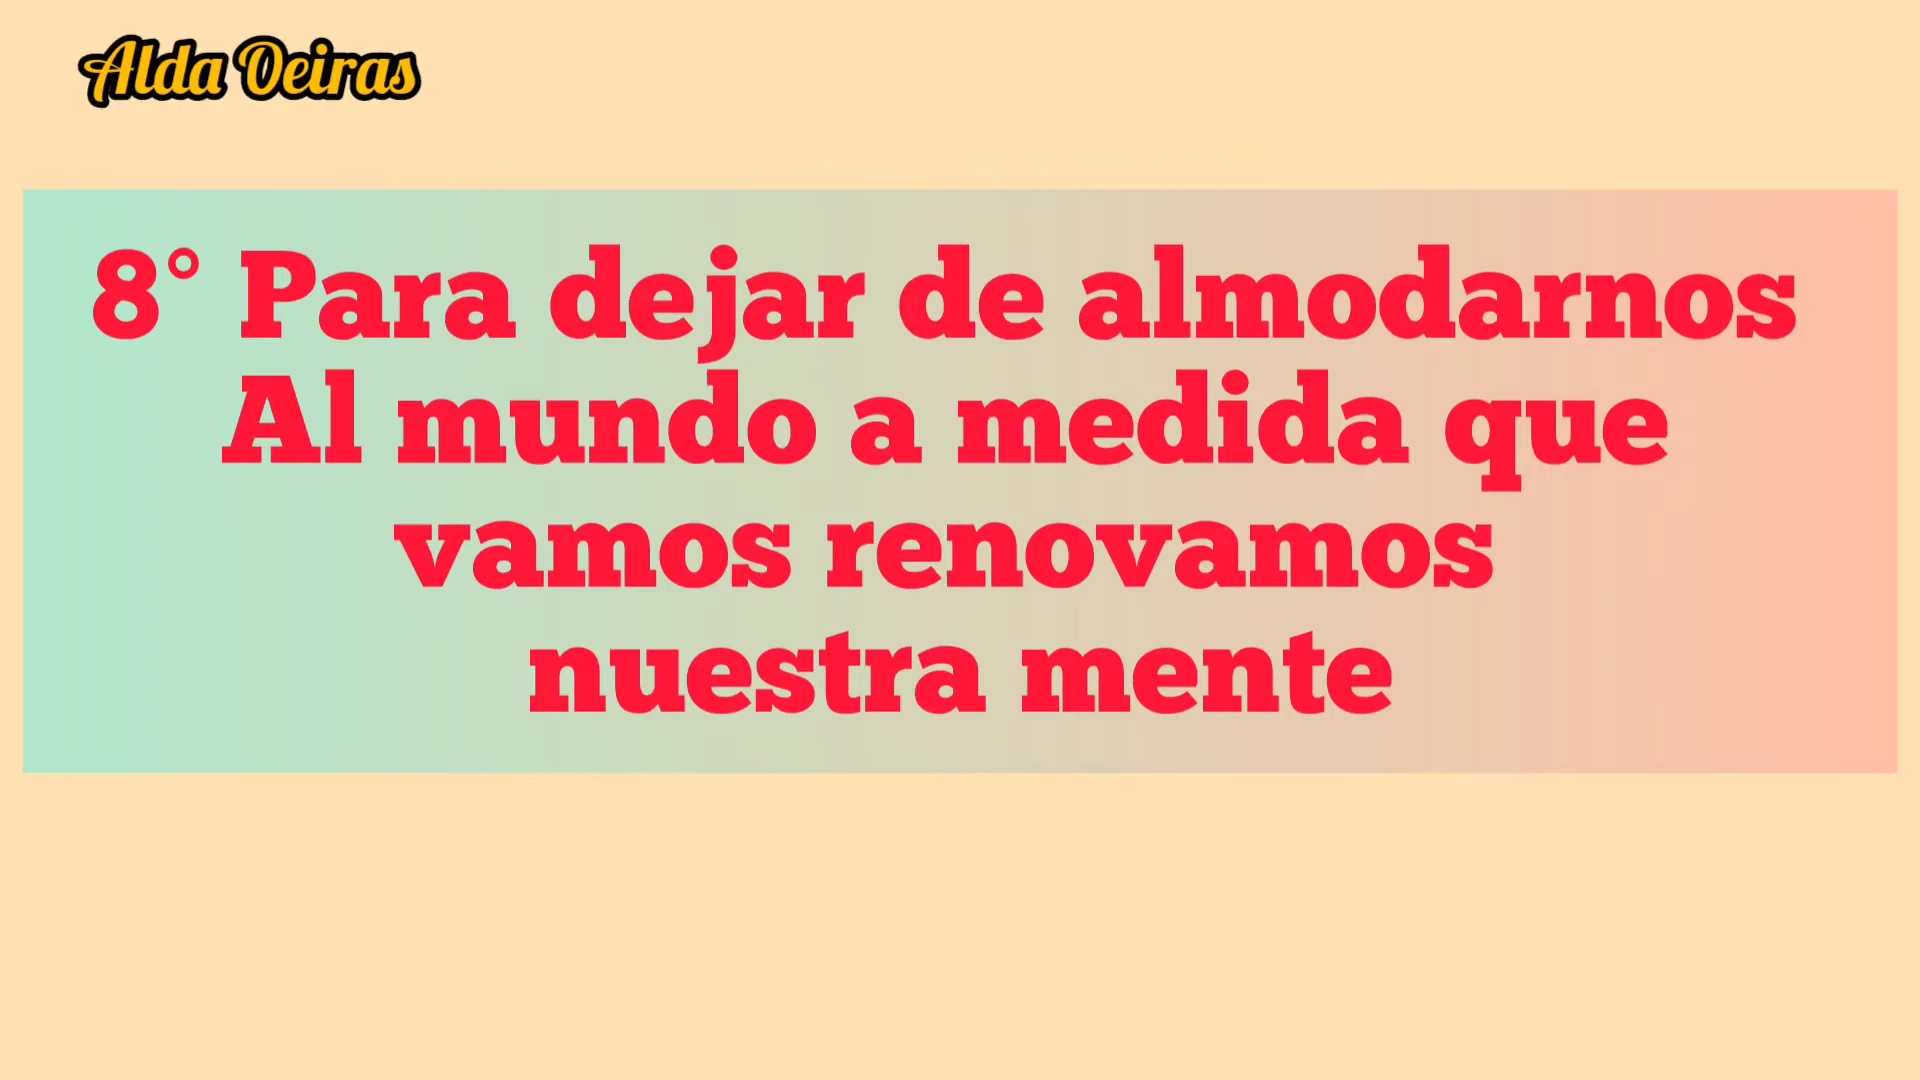 Alda Oeiras
8° Para dejar de almodarnos
Al mundo a medida que
vamos renovamos
nuestra mente